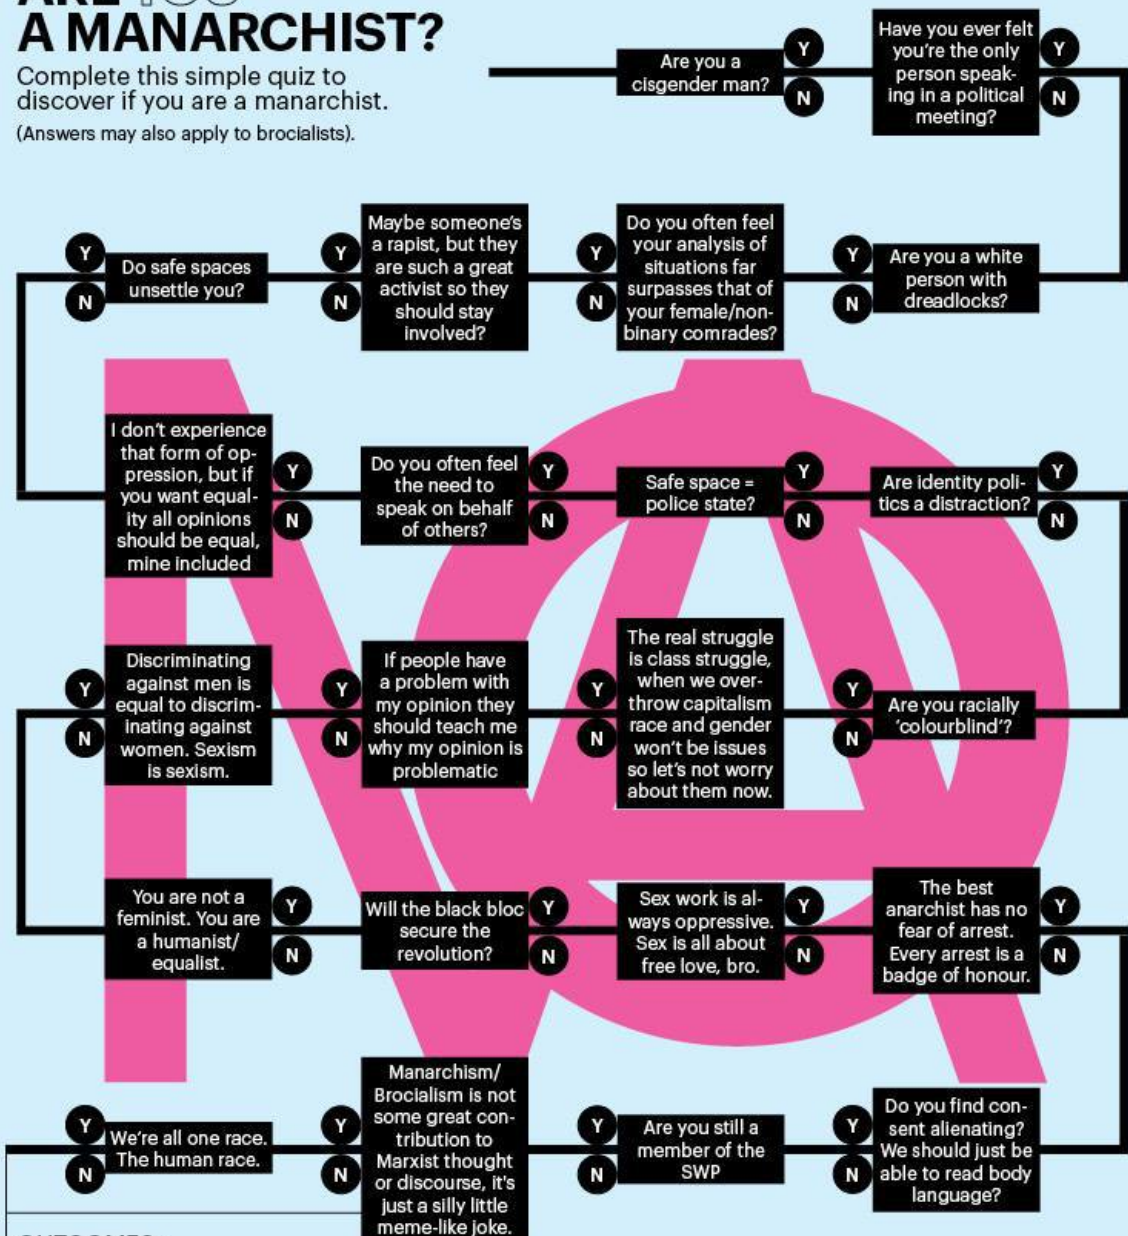 ARE YOU
A MANARCHIST?
Complete this simple quiz to
discover if you are a manarchist.
(Answers may also apply to brocialists).
Are you a
cisgender man?
Y
N
Have you ever felt
you're the only
person speak-
ing in a political
meeting?
Y
N
Are you a white
person with
dreadlocks?
Y
N
Do you often feel
your analysis of
situations far
surpasses that of
your female/non-
binary comrades?
Y
N
Maybe someone's
a rapist, but they
are such a great
activist so they
should stay
involved?
Y
N
Do safe spaces
unsettle you?
Y
N
I don't experience
that form of op-
pression, but if
you want equal-
ity all opinions
should be equal,
mine included
Y
N
Do you often feel
the need to
speak on behalf
of others?
Y
N
Safe space =
police state?
Y
N
Are identity poli-
tics a distraction?
Y
N
Are you racially
'colourblind'?
Y
N
The real struggle
is class struggle,
when we over-
throw capitalism
race and gender
won't be issues
so let's not worry
about them now.
Y
N
If people have
a problem with
my opinion they
should teach me
why my opinion is
problematic
Y
N
Discriminating
against men is
equal to discrim-
inating against
women. Sexism
is sexism.
Y
N
You are not a
feminist. You are
a humanist/
equalist.
Y
N
Will the black bloc
secure the
revolution?
Y
N
Sex work is al-
ways oppressive.
Sex is all about
free love, bro.
Y
N
The best
anarchist has no
fear of arrest.
Every arrest is a
badge of honour.
Y
N
Do you find con-
sent alienating?
We should just be
able to read body
language?
Y
N
Are you still a
member of the
SWP
Y
N
Manarchism/
Brocialism is not
some great con-
tribution to
Marxist thought
or discourse, it's
just a silly little
meme-like joke.
Y
N
We're all one race.
The human race.
Y
N